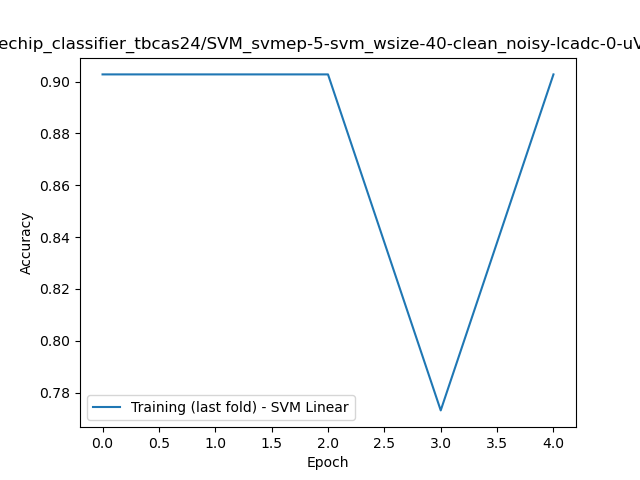 echip_classifier_tbcas24/SVM_svmep-5-svm_wsize-40-clean_noisy-lcadc-0-uV
0.90
0.88
0.86
0.84
0.82
0.80
0.78
Accuracy
Training (last fold) - SVM Linear
0.0 0.5 1.0 1.5 2.0 2.5 3.0 3.5 4.0
Epoch